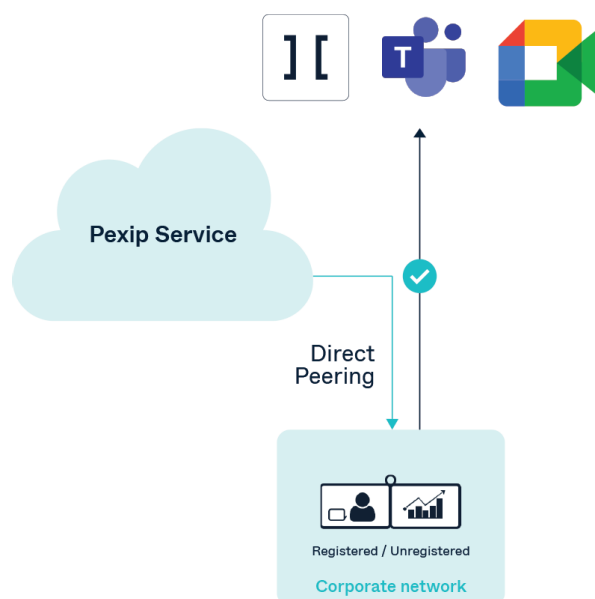 ][
T
Pexip Service
Direct
Peering
Registered / Unregistered
Corporate network